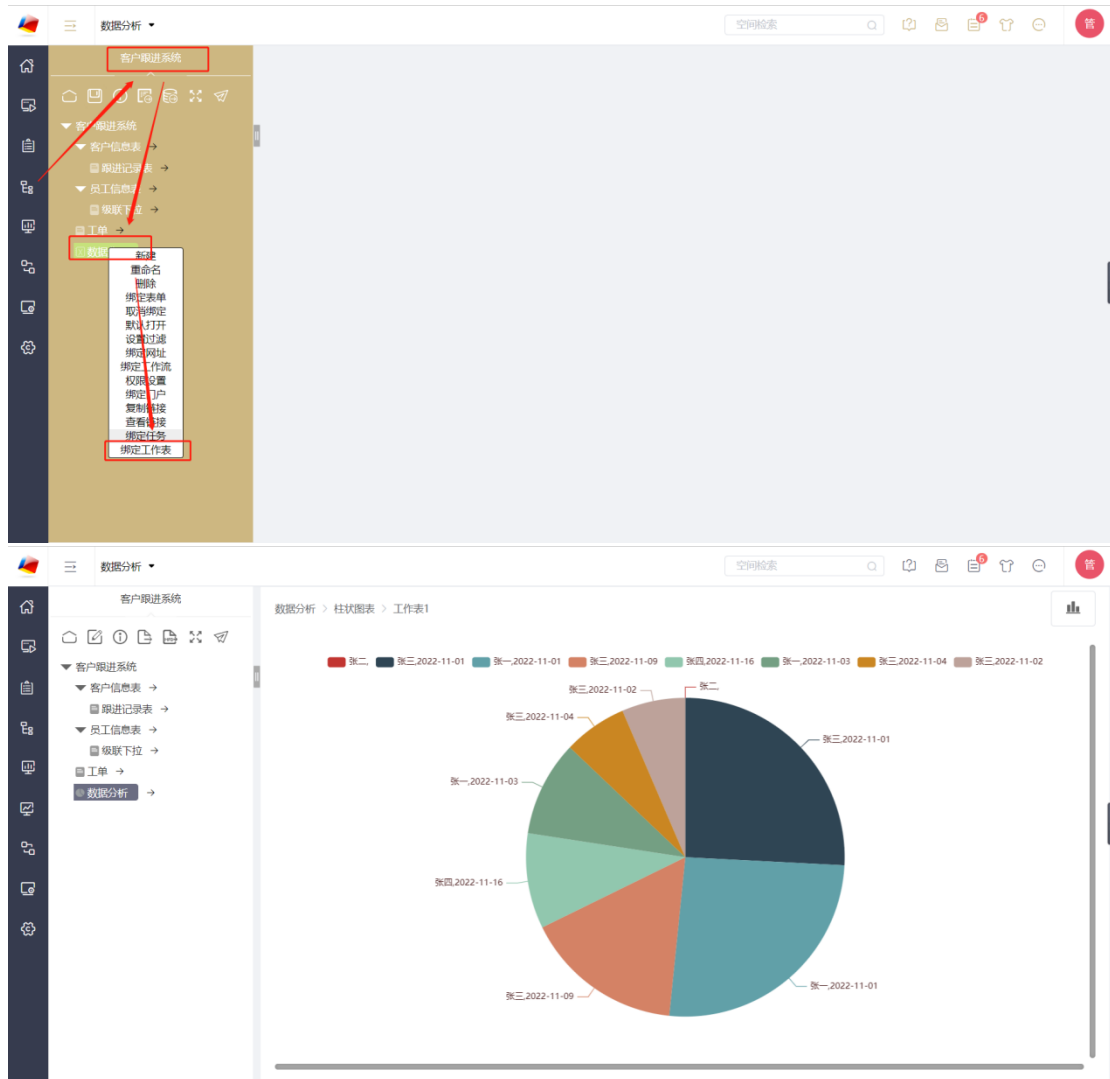 数据分析
空间检索
6
管
客户跟进系统
客户跟进系统
客户信息表
跟进记录表
员工信息表
级联下拉
工单
数据
新建
重命名
删除
绑定表单
取消绑定
默认打开
设置过滤
绑定网址
绑定工作流
权限设置
绑定门户
复制链接
查看链接
绑定任务
绑定工作表
数据分析
空间检索
6
管
客户跟进系统
客户跟进系统
客户信息表
跟进记录表
员工信息表
级联下拉
工单
数据分析
数据分析 > 柱状图表 > 工作表1
张二, 张三,2022-11-01 张一,2022-11-01 张三,2022-11-09 张四,2022-11-16 张一,2022-11-03 张三,2022-11-04 张三,2022-11-02
张三,2022-11-02
张二,
张三,2022-11-04
张三,2022-11-01
张一,2022-11-03
张四,2022-11-16
张三,2022-11-09
张一,2022-11-01